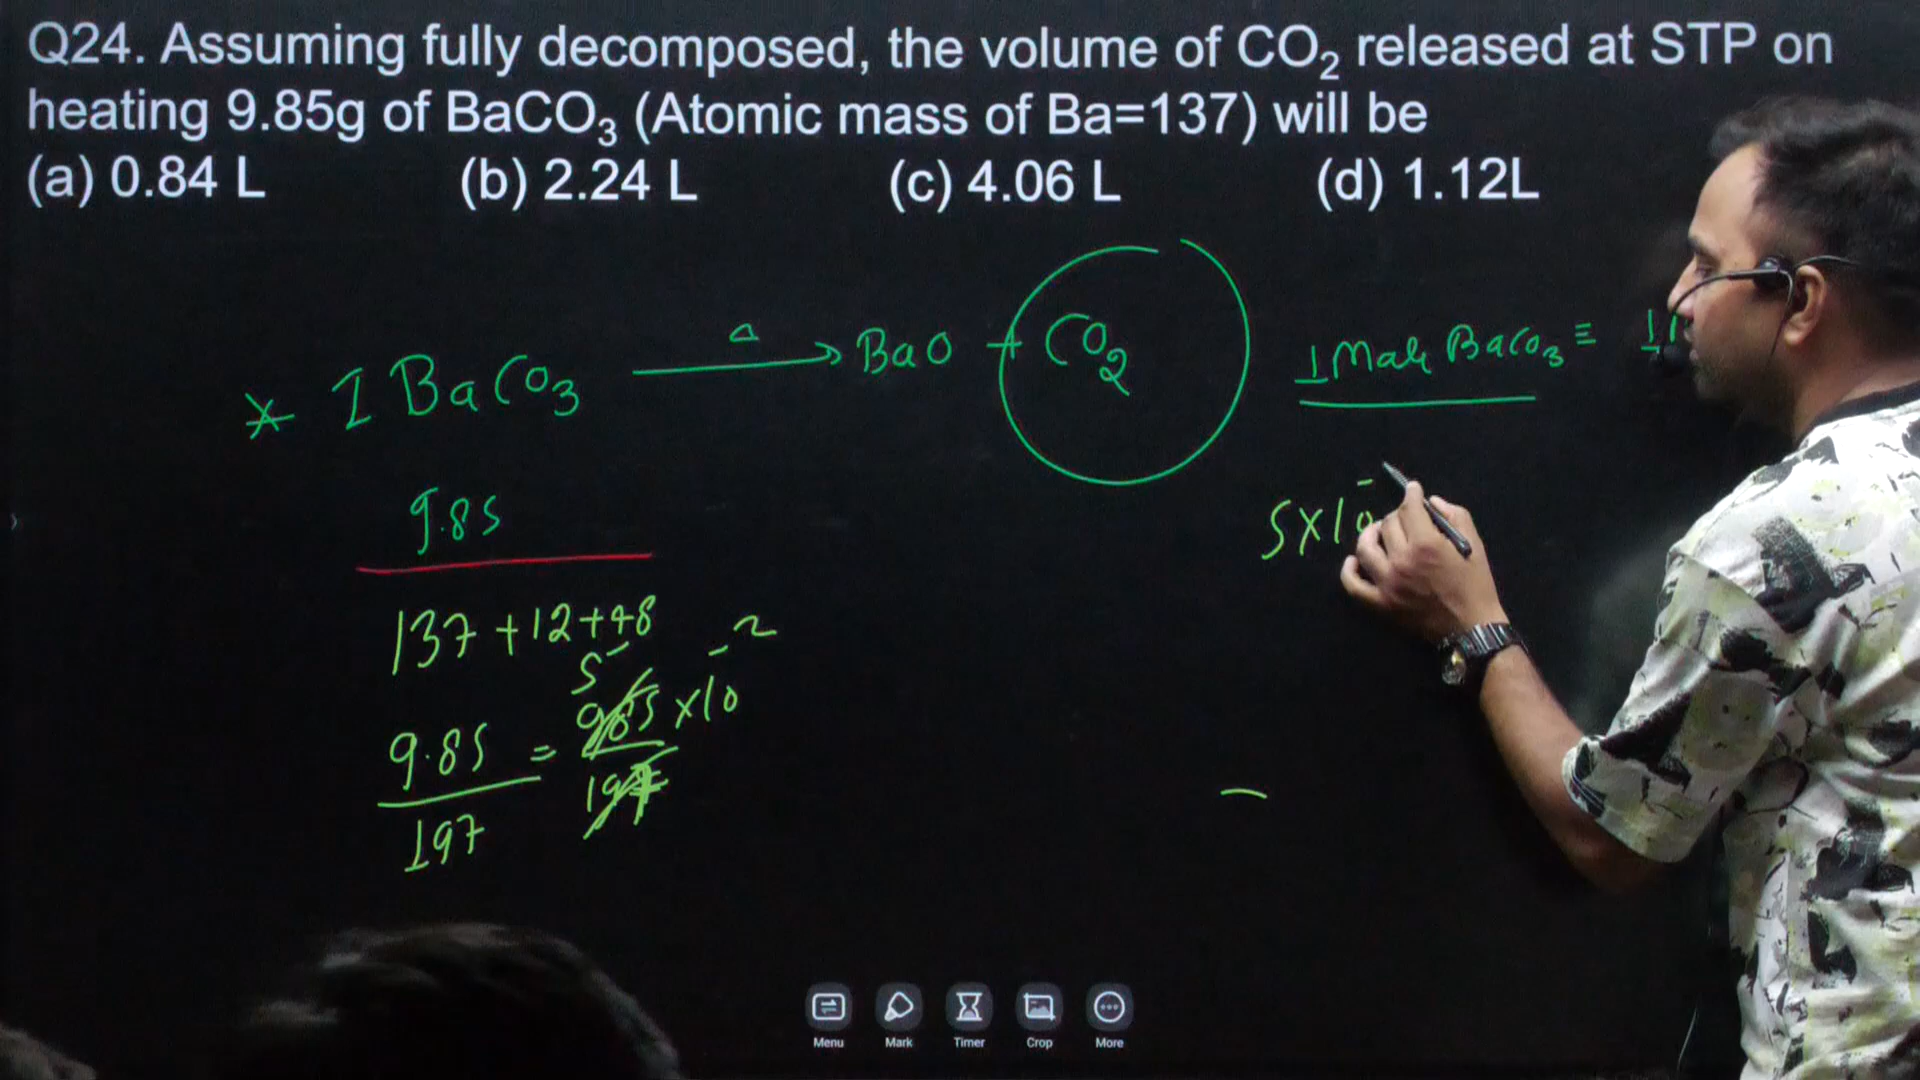 Q24. Assuming fully decomposed, the volume of CO₂ released at STP on
heating 9.85g of BaCO₃ (Atomic mass of Ba=137) will be
(a) 0.84 L (b) 2.24 L (c) 4.06 L (d) 1.12L
* 1 BaCO₃ —Δ→ BaO + CO₂
1 Mole BaCO₃ ≡ 1
9.85
137+12+48
5×10⁻
5
9.85 = 985 ×10⁻²
197 197
Menu Mark Timer Crop More